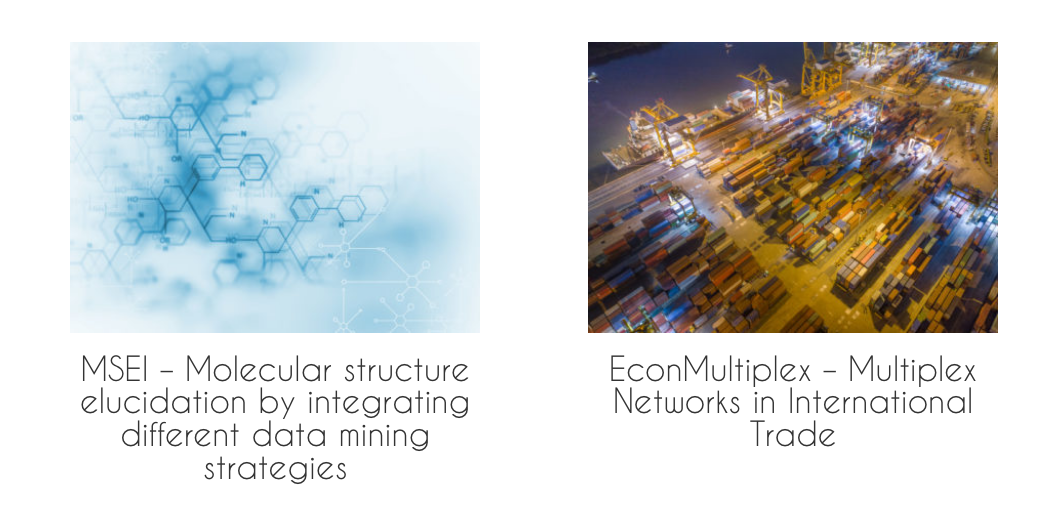 MSEI – Molecular structure
elucidation by integrating
different data mining
strategies
EconMultiplex – Multiplex
Networks in International
Trade